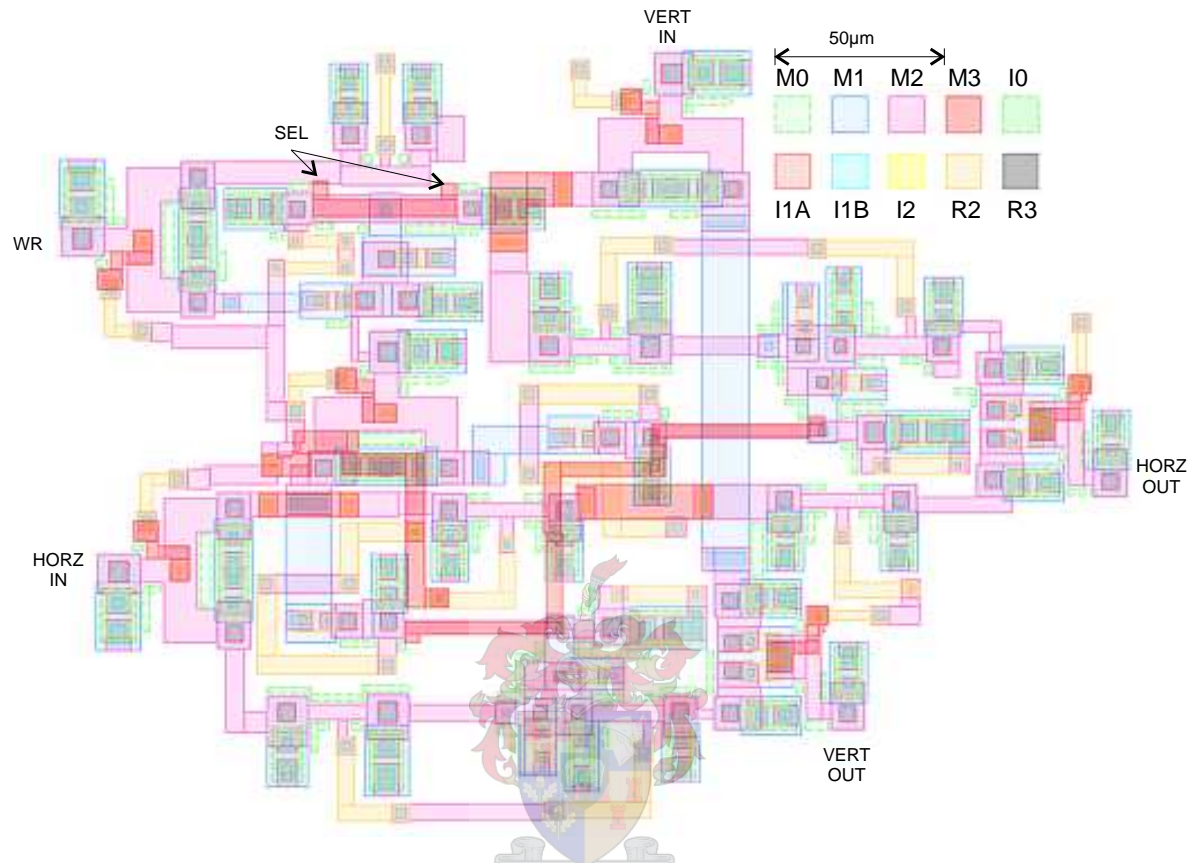 VERT
IN
50µm
M0 M1 M2 M3 I0
SEL
I1A I1B I2 R2 R3
WR
HORZ
OUT
HORZ
IN
VERT
OUT